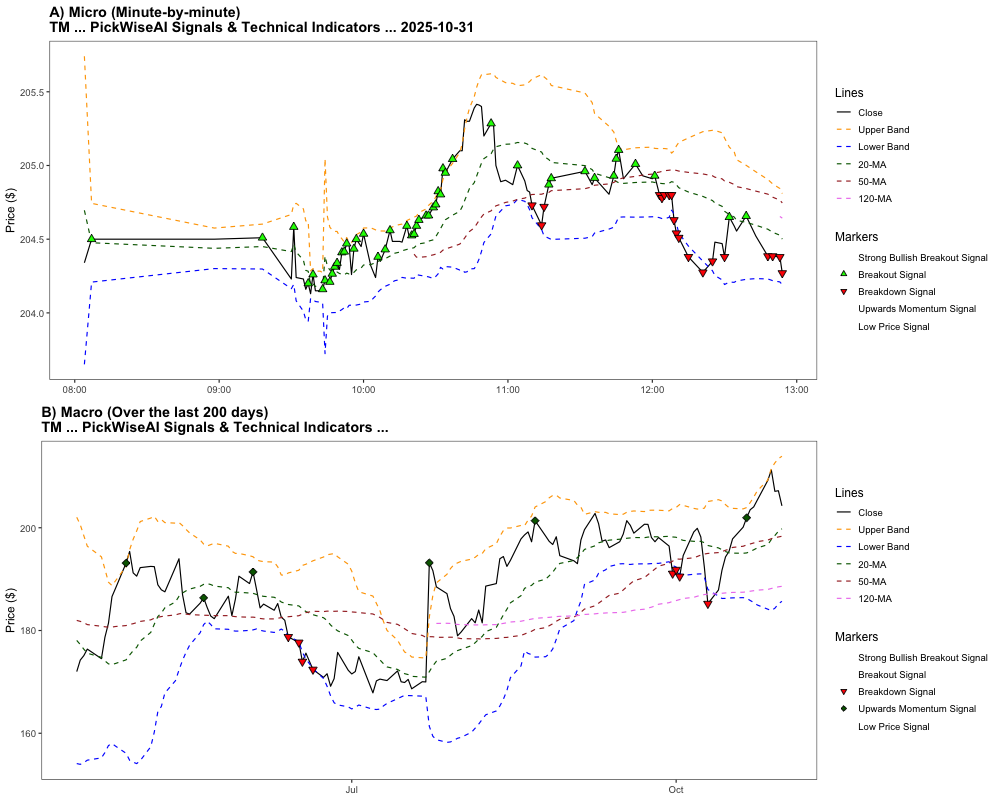 A) Micro (Minute-by-minute)
TM ... PickWiseAI Signals & Technical Indicators ... 2025-10-31
Price ($)
205.5
205.0
204.5
204.0
08:00
09:00
10:00
11:00
12:00
13:00
Lines
Close
Upper Band
Lower Band
20-MA
50-MA
120-MA
Markers
Strong Bullish Breakout Signal
Breakout Signal
Breakdown Signal
Upwards Momentum Signal
Low Price Signal
B) Macro (Over the last 200 days)
TM ... PickWiseAI Signals & Technical Indicators ...
Price ($)
200
180
160
Jul
Oct
Lines
Close
Upper Band
Lower Band
20-MA
50-MA
120-MA
Markers
Strong Bullish Breakout Signal
Breakout Signal
Breakdown Signal
Upwards Momentum Signal
Low Price Signal